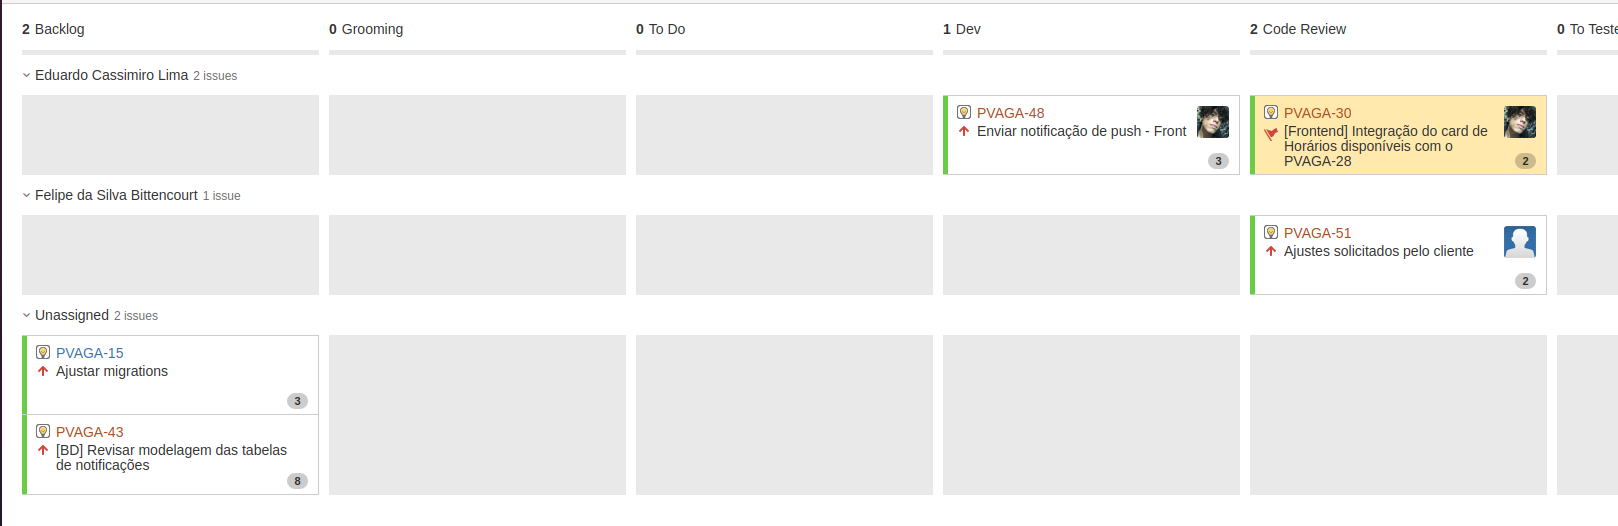 2 Backlog
0 Grooming
0 To Do
1 Dev
2 Code Review
0 To Teste
Eduardo Cassimiro Lima 2 issues
PVAGA-48
Enviar notificação de push - Front
3
PVAGA-30
[Frontend] Integração do card de
Horários disponíveis com o
PVAGA-28
2
Felipe da Silva Bittencourt 1 issue
PVAGA-51
Ajustes solicitados pelo cliente
2
Unassigned 2 issues
PVAGA-15
Ajustar migrations
3
PVAGA-43
[BD] Revisar modelagem das tabelas
de notificações
8